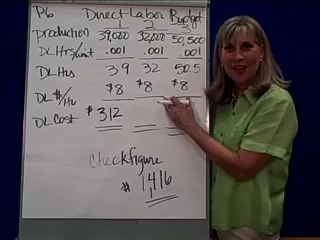 P6 Direct Labor Budget
1 2 3
production 39,000 32,000 50,500
DL Hrs/unit .001 .001 .001
DL Hrs 39 32 50.5
DL $/Hr $8 $8 $8
DL Cost $312
Checkfigure
$1,416